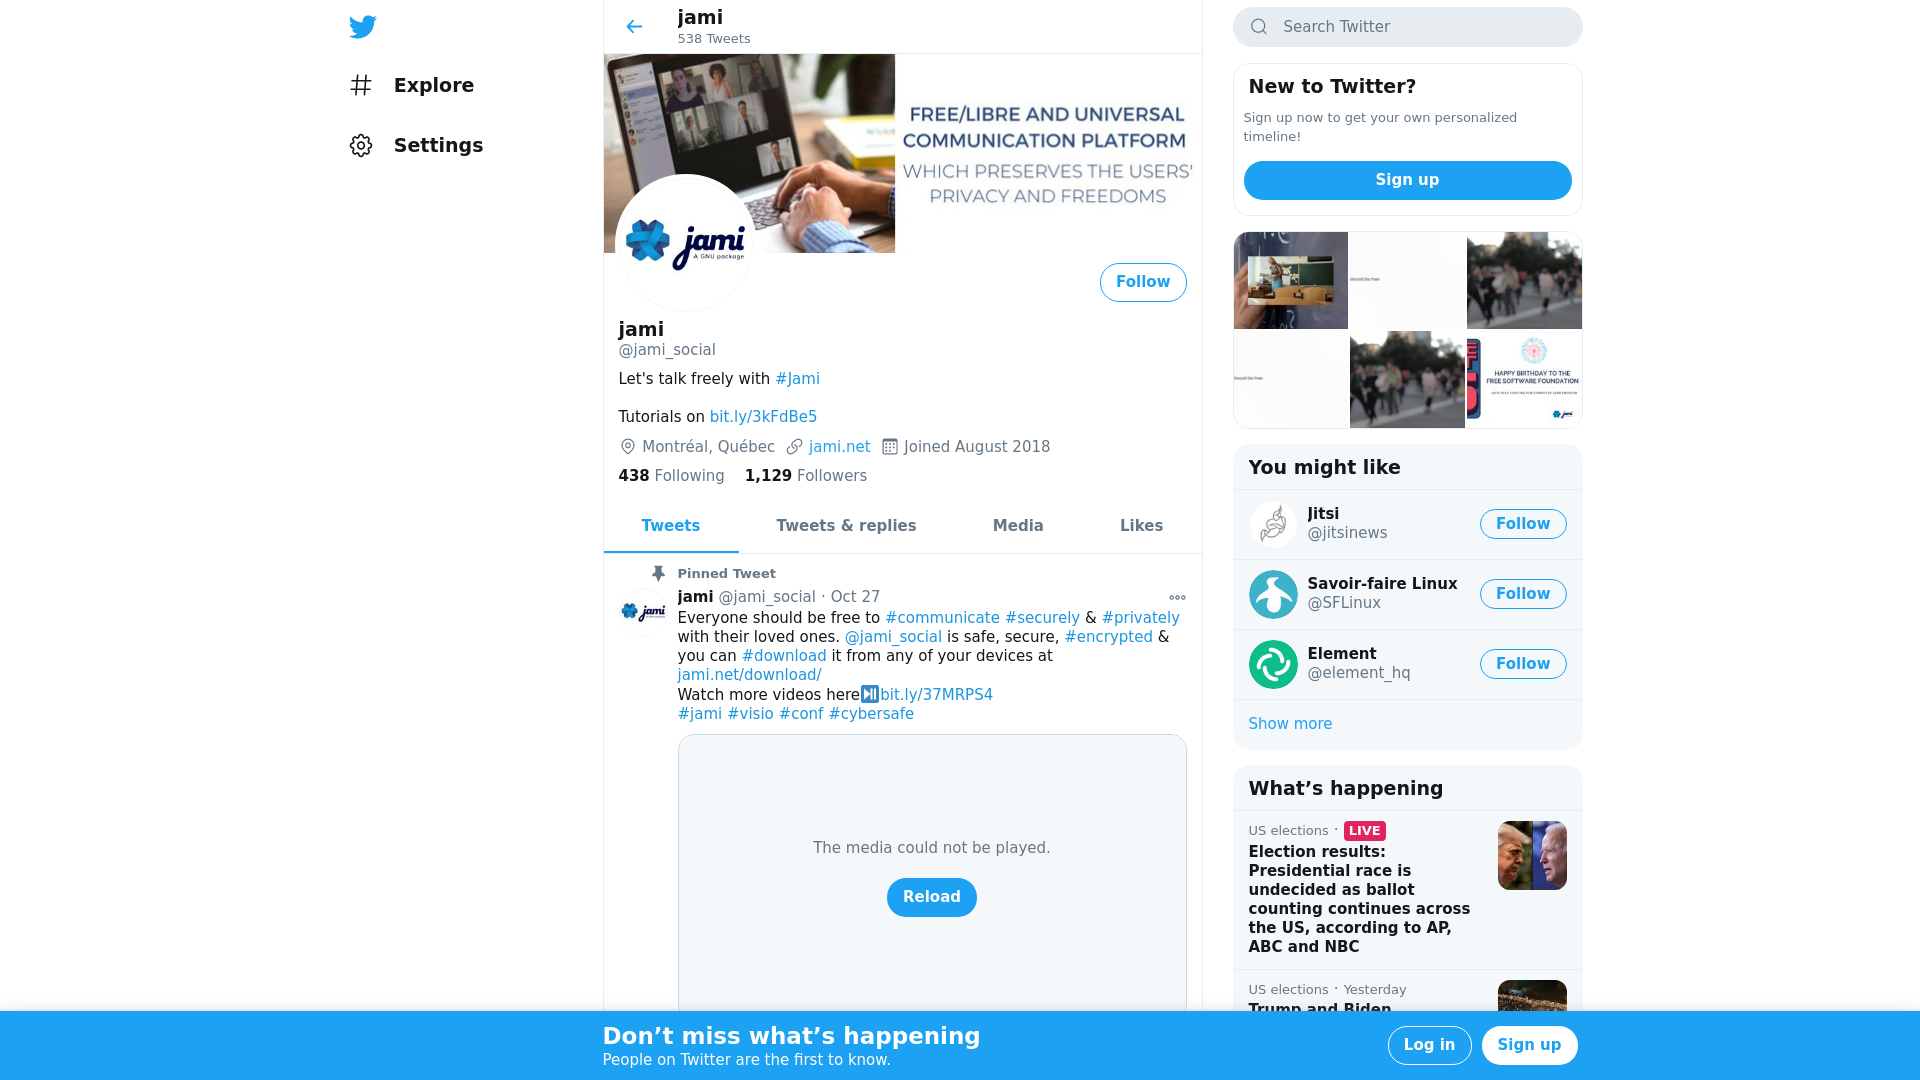 Explore
Settings
jami
538 Tweets
FREE/LIBRE AND UNIVERSAL
COMMUNICATION PLATFORM
WHICH PRESERVES THE USERS'
PRIVACY AND FREEDOMS
jami
A GNU package
Follow
jami
@jami_social
Let's talk freely with #Jami
Tutorials on bit.ly/3kFdBe5
Montréal, Québec jami.net Joined August 2018
438 Following 1,129 Followers
Tweets Tweets & replies Media Likes
Pinned Tweet
jami @jami_social · Oct 27
jami
Everyone should be free to #communicate #securely & #privately
with their loved ones. @jami_social is safe, secure, #encrypted &
you can #download it from any of your devices at
jami.net/download/
Watch more videos here⏯bit.ly/37MRPS4
#jami #visio #conf #cybersafe
The media could not be played.
Reload
Search Twitter
New to Twitter?
Sign up now to get your own personalized
timeline!
Sign up
should be free
should be free
HAPPY BIRTHDAY TO THE
FREE SOFTWARE FOUNDATION
jami
You might like
Jitsi
@jitsinews
Follow
Savoir-faire Linux
@SFLinux
Follow
Element
@element_hq
Follow
Show more
What’s happening
US elections · LIVE
Election results:
Presidential race is
undecided as ballot
counting continues across
the US, according to AP,
ABC and NBC
US elections · Yesterday
Trump and Biden
Don’t miss what’s happening
People on Twitter are the first to know.
Log in
Sign up